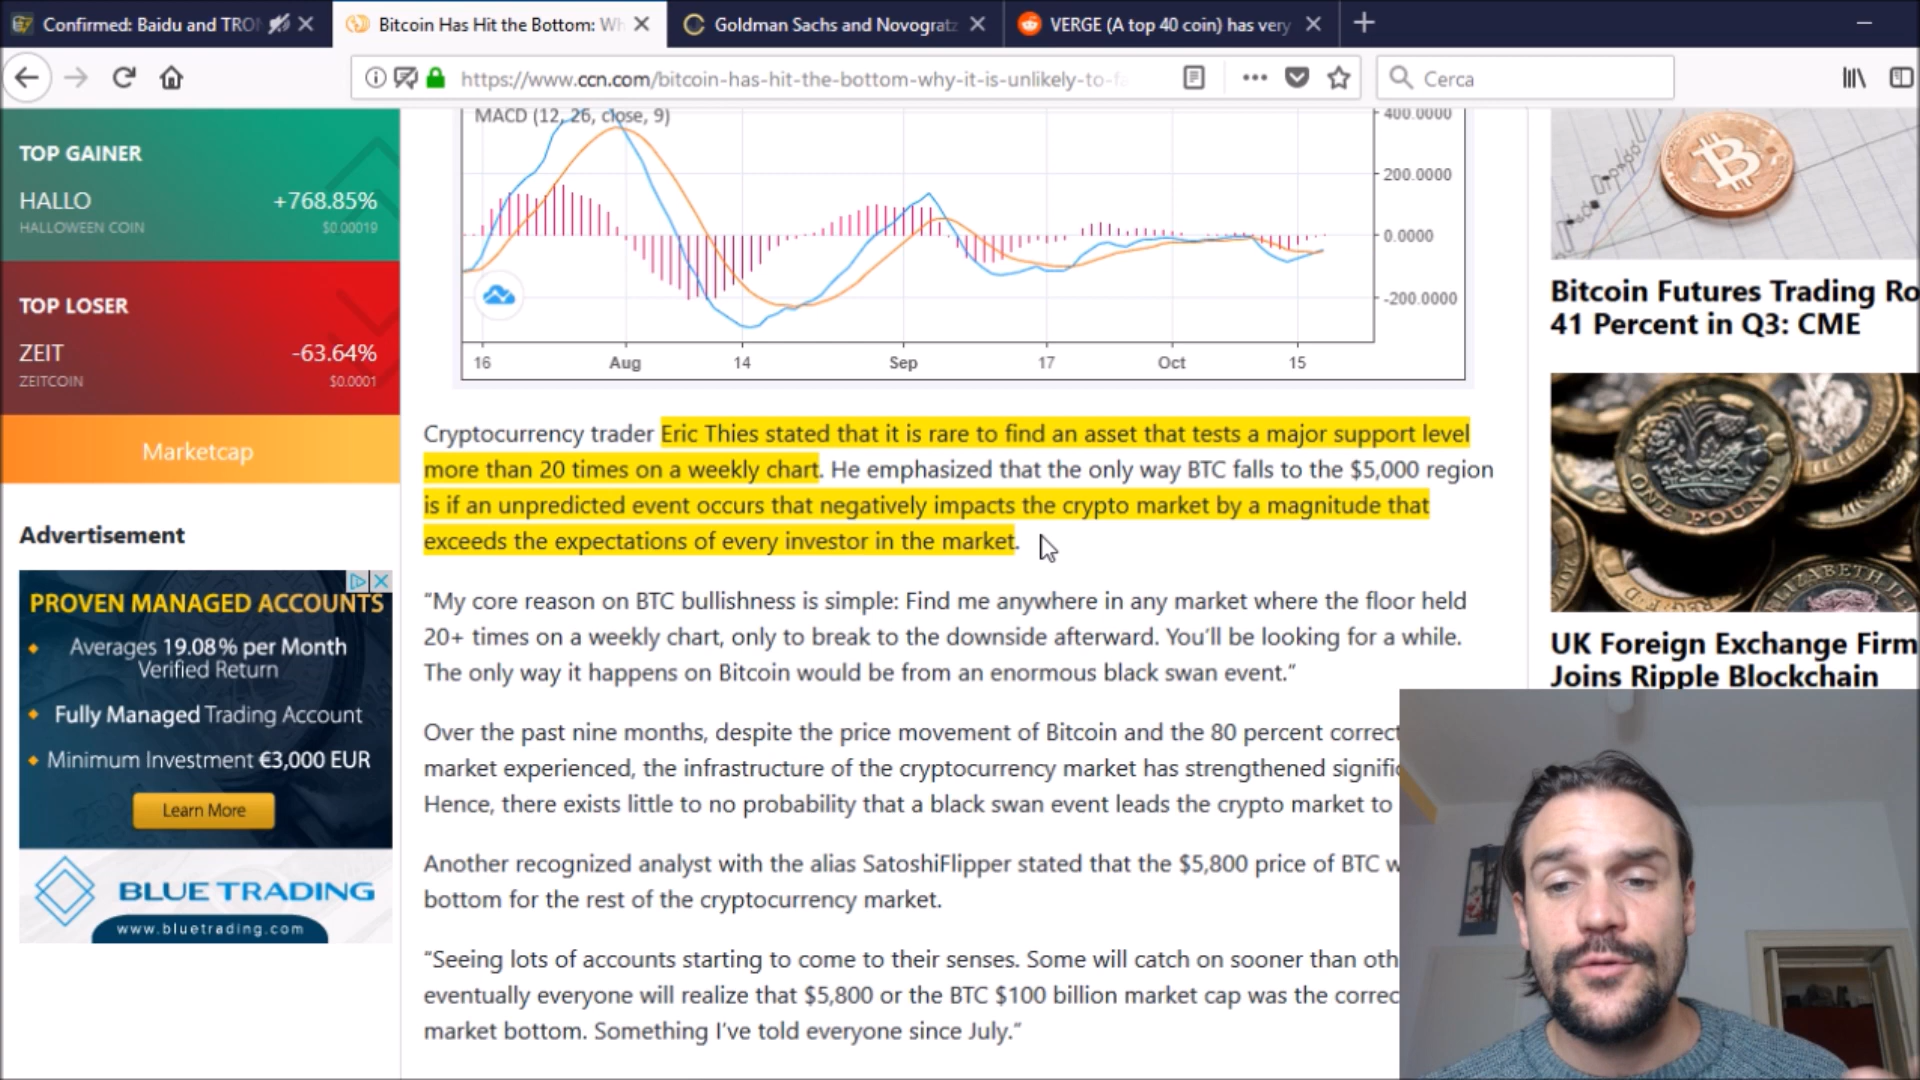 Confirmed: Baidu and TRON
Bitcoin Has Hit the Bottom: Wh
Goldman Sachs and Novogratz
VERGE (A top 40 coin) has very
https://www.ccn.com/bitcoin-has-hit-the-bottom-why-it-is-unlikely-to-fa
Cerca
TOP GAINER
HALLO +768.85%
HALLOWEEN COIN $0.00019
TOP LOSER
ZEIT -63.64%
ZEITCOIN $0.0001
Marketcap
Advertisement
PROVEN MANAGED ACCOUNTS
Averages 19.08% per Month
Verified Return
Fully Managed Trading Account
Minimum Investment €3,000 EUR
Learn More
BLUE TRADING
www.bluetrading.com
MACD (12, 26, close, 9)
400.0000
200.0000
0.0000
-200.0000
16 Aug 14 Sep 17 Oct 15
Cryptocurrency trader Eric Thies stated that it is rare to find an asset that tests a major support level
more than 20 times on a weekly chart. He emphasized that the only way BTC falls to the $5,000 region
is if an unpredicted event occurs that negatively impacts the crypto market by a magnitude that
exceeds the expectations of every investor in the market.
“My core reason on BTC bullishness is simple: Find me anywhere in any market where the floor held
20+ times on a weekly chart, only to break to the downside afterward. You’ll be looking for a while.
The only way it happens on Bitcoin would be from an enormous black swan event.”
Over the past nine months, despite the price movement of Bitcoin and the 80 percent correct
market experienced, the infrastructure of the cryptocurrency market has strengthened signific
Hence, there exists little to no probability that a black swan event leads the crypto market to
Another recognized analyst with the alias SatoshiFlipper stated that the $5,800 price of BTC w
bottom for the rest of the cryptocurrency market.
“Seeing lots of accounts starting to come to their senses. Some will catch on sooner than oth
eventually everyone will realize that $5,800 or the BTC $100 billion market cap was the correc
market bottom. Something I’ve told everyone since July.”
Bitcoin Futures Trading Ro
41 Percent in Q3: CME
ONE POUND
UK Foreign Exchange Firm
Joins Ripple Blockchain